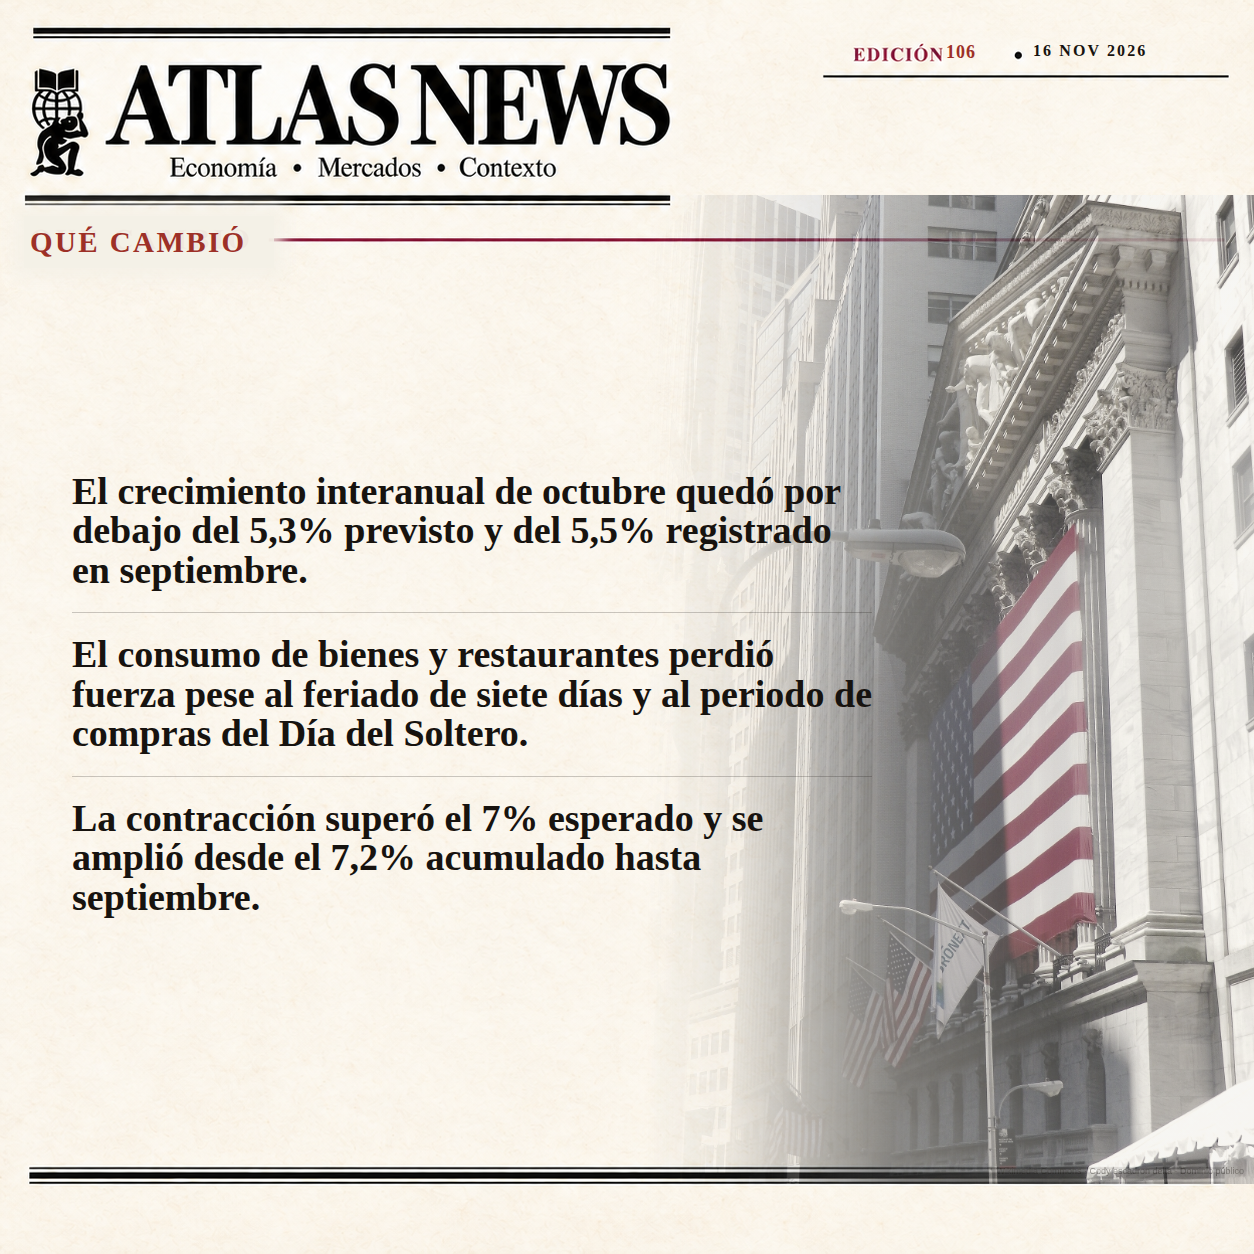 ATLAS NEWS
Economía • Mercados • Contexto
EDICIÓN 106 • 16 NOV 2026
QUÉ CAMBIÓ
El crecimiento interanual de octubre quedó por
debajo del 5,3% previsto y del 5,5% registrado
en septiembre.
El consumo de bienes y restaurantes perdió
fuerza pese al feriado de siete días y al periodo de
compras del Día del Soltero.
La contracción superó el 7% esperado y se
amplió desde el 7,2% acumulado hasta
septiembre.
público